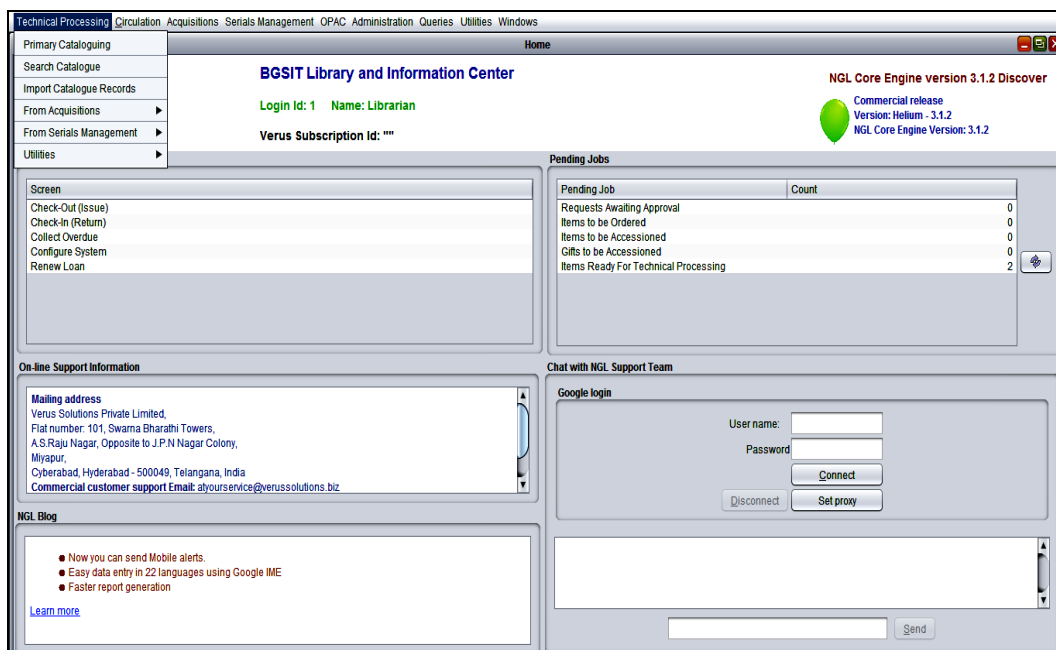 Technical Processing Circulation Acquisitions Serials Management OPAC Administration Queries Utilities Windows
Home
Primary Cataloguing
Search Catalogue
Import Catalogue Records
From Acquisitions
From Serials Management
Utilities
BGSIT Library and Information Center
Login Id: 1 Name: Librarian
Verus Subscription Id: ""
NGL Core Engine version 3.1.2 Discover
Commercial release
Version: Helium - 3.1.2
NGL Core Engine Version: 3.1.2
Screen
Check-Out (Issue)
Check-In (Return)
Collect Overdue
Configure System
Renew Loan
Pending Jobs
Pending Job Count
Requests Awaiting Approval 0
Items to be Ordered 0
Items to be Accessioned 0
Gifts to be Accessioned 0
Items Ready For Technical Processing 2
On-line Support Information
Mailing address
Verus Solutions Private Limited,
Flat number: 101, Swarna Bharathi Towers,
A.S.Raju Nagar, Opposite to J.P.N Nagar Colony,
Miyapur,
Cyberabad, Hyderabad - 500049, Telangana, India
Commercial customer support Email: atyourservice@verussolutions.biz
Chat with NGL Support Team
Google login
User name:
Password
Connect
Disconnect Set proxy
Send
NGL Blog
Now you can send Mobile alerts.
Easy data entry in 22 languages using Google IME
Faster report generation
Learn more